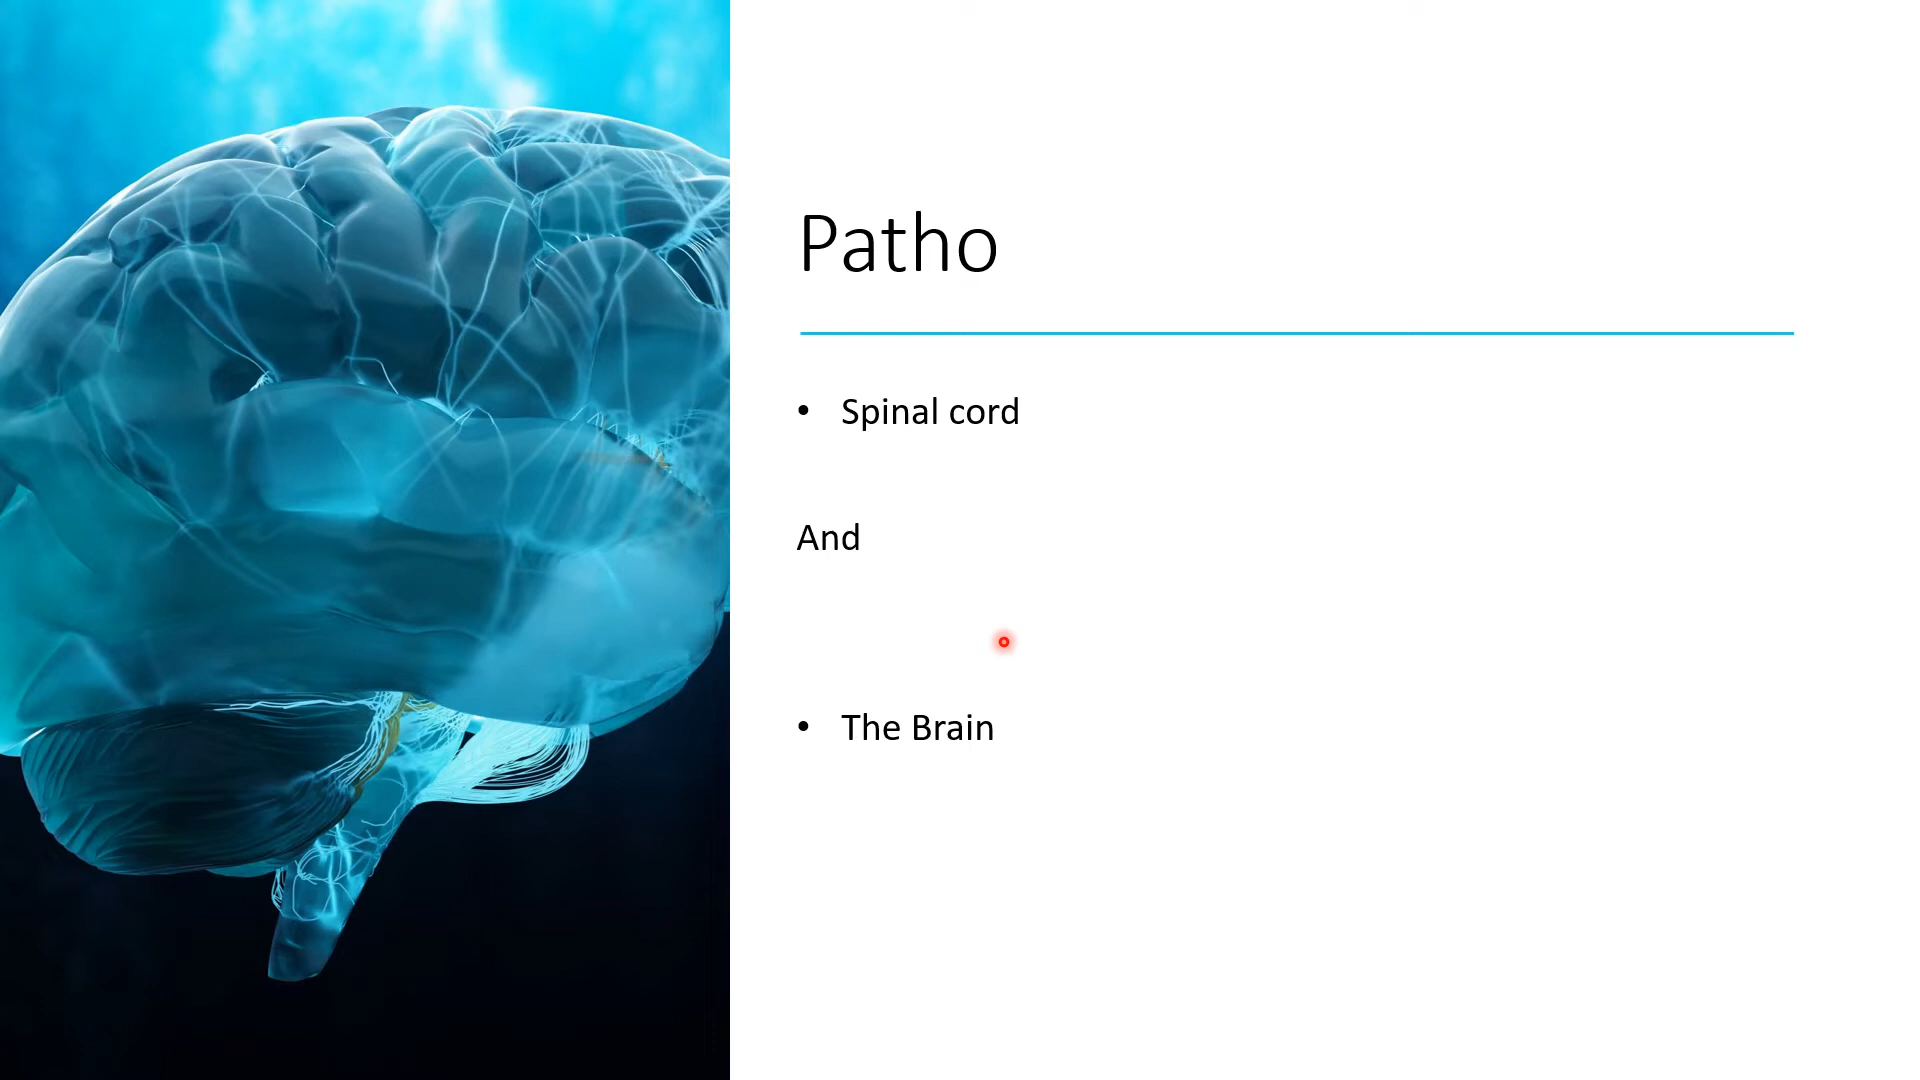 Patho
• Spinal cord
And
• The Brain